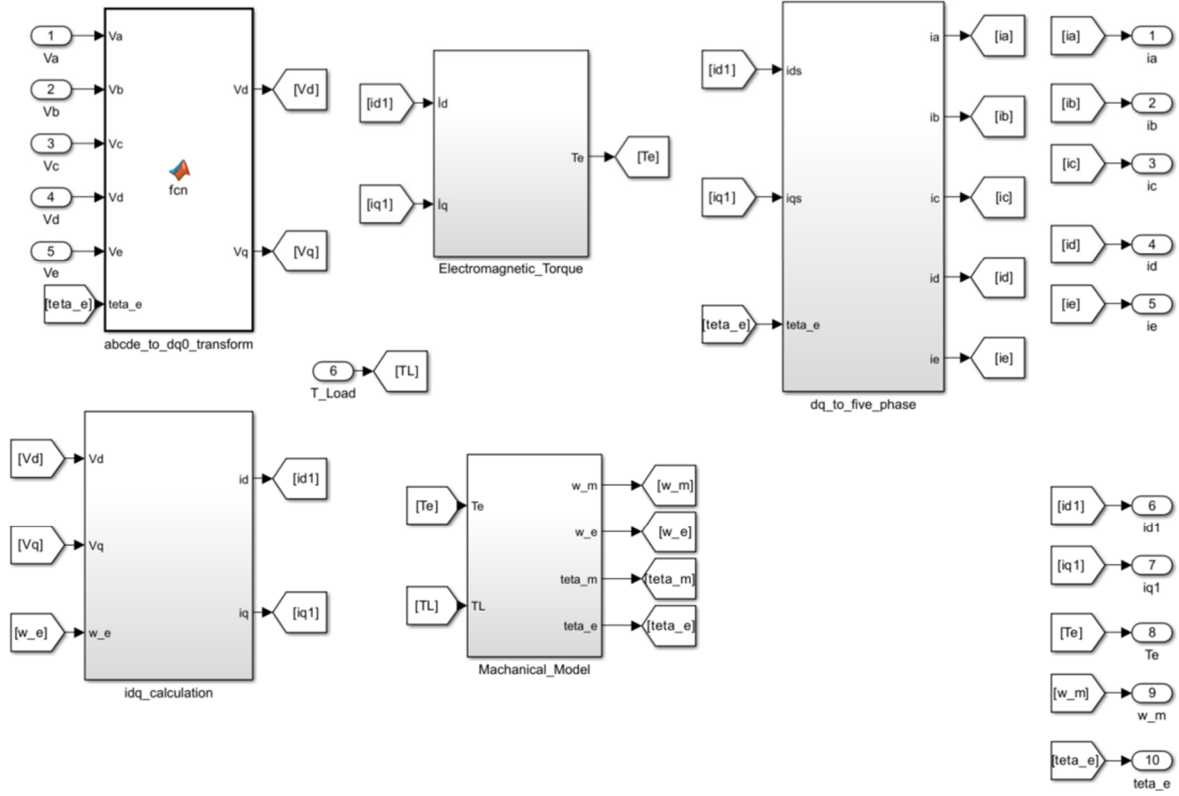 1
Va
2
Vb
3
Vc
4
Vd
5
Ve
[teta_e]
Va
Vb
Vc
Vd
Ve
teta_e
fcn
Vd
Vq
abcde_to_dq0_transform
[Vd]
[Vq]
[id1]
[iq1]
İd
İq
Te
Electromagnetic_Torque
[Te]
6
T_Load
[TL]
[id1]
[iq1]
[teta_e]
ids
iqs
teta_e
ia
ib
ic
id
ie
dq_to_five_phase
[ia]
[ib]
[ic]
[id]
[ie]
[ia]
1
ia
[ib]
2
ib
[ic]
3
ic
[id]
4
id
[ie]
5
ie
[Vd]
[Vq]
[w_e]
Vd
Vq
w_e
id
iq
idq_calculation
[id1]
[iq1]
[Te]
[TL]
Te
TL
w_m
w_e
teta_m
teta_e
Machanical_Model
[w_m]
[w_e]
[teta_m]
[teta_e]
[id1]
6
id1
[iq1]
7
iq1
[Te]
8
Te
[w_m]
9
w_m
[teta_e]
10
teta_e